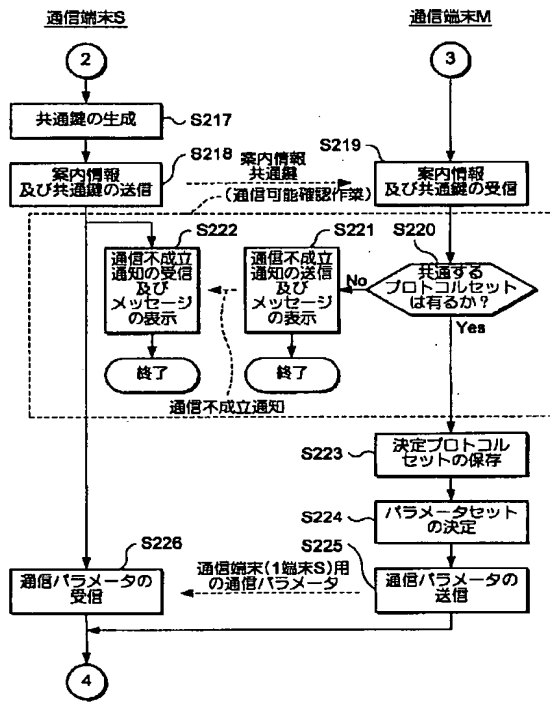 通信端末S
通信端末M
2
3
共通鍵の生成
S217
S218
案内情報
及び共通鍵の送信
案内情報
共通鍵
S219
案内情報
及び共通鍵の受信
(通信可能確認作業)
S222
通信不成立
通知の受信
及び
メッセージ
の表示
S221
通信不成立
通知の送信
及び
メッセージ
の表示
S220
共通する
プロトコルセット
は有るか?
No
Yes
終了
終了
通信不成立通知
S223
決定プロトコル
セットの保存
S224
パラメータセット
の決定
S226
通信パラメータの
受信
通信端末(1端末S)用
の通信パラメータ
S225
通信パラメータの
送信
4